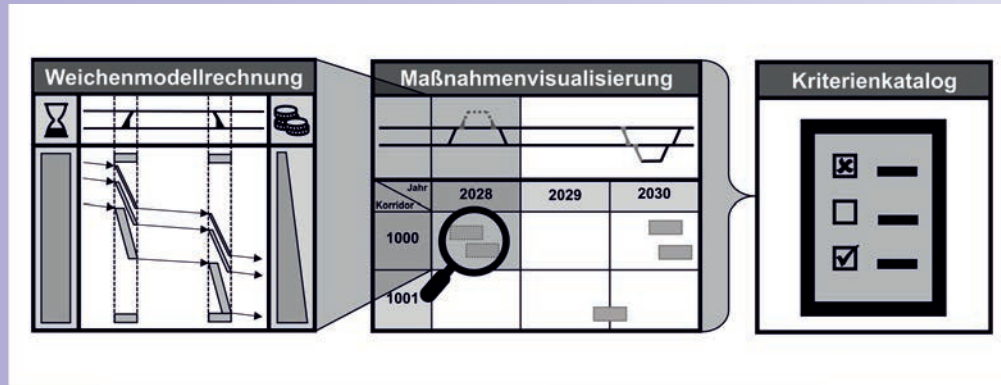 Weichenmodellrechnung
Maßnahmenvisualisierung
Jahr
Korridor
2028
2029
2030
1000
1001
Kriterienkatalog